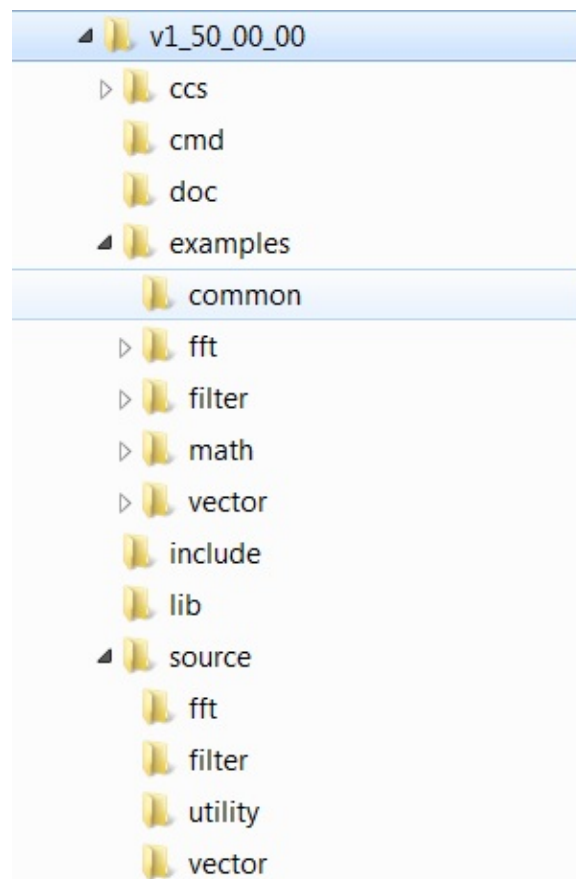 v1_50_00_00
ccs
cmd
doc
examples
common
fft
filter
math
vector
include
lib
source
fft
filter
utility
vector